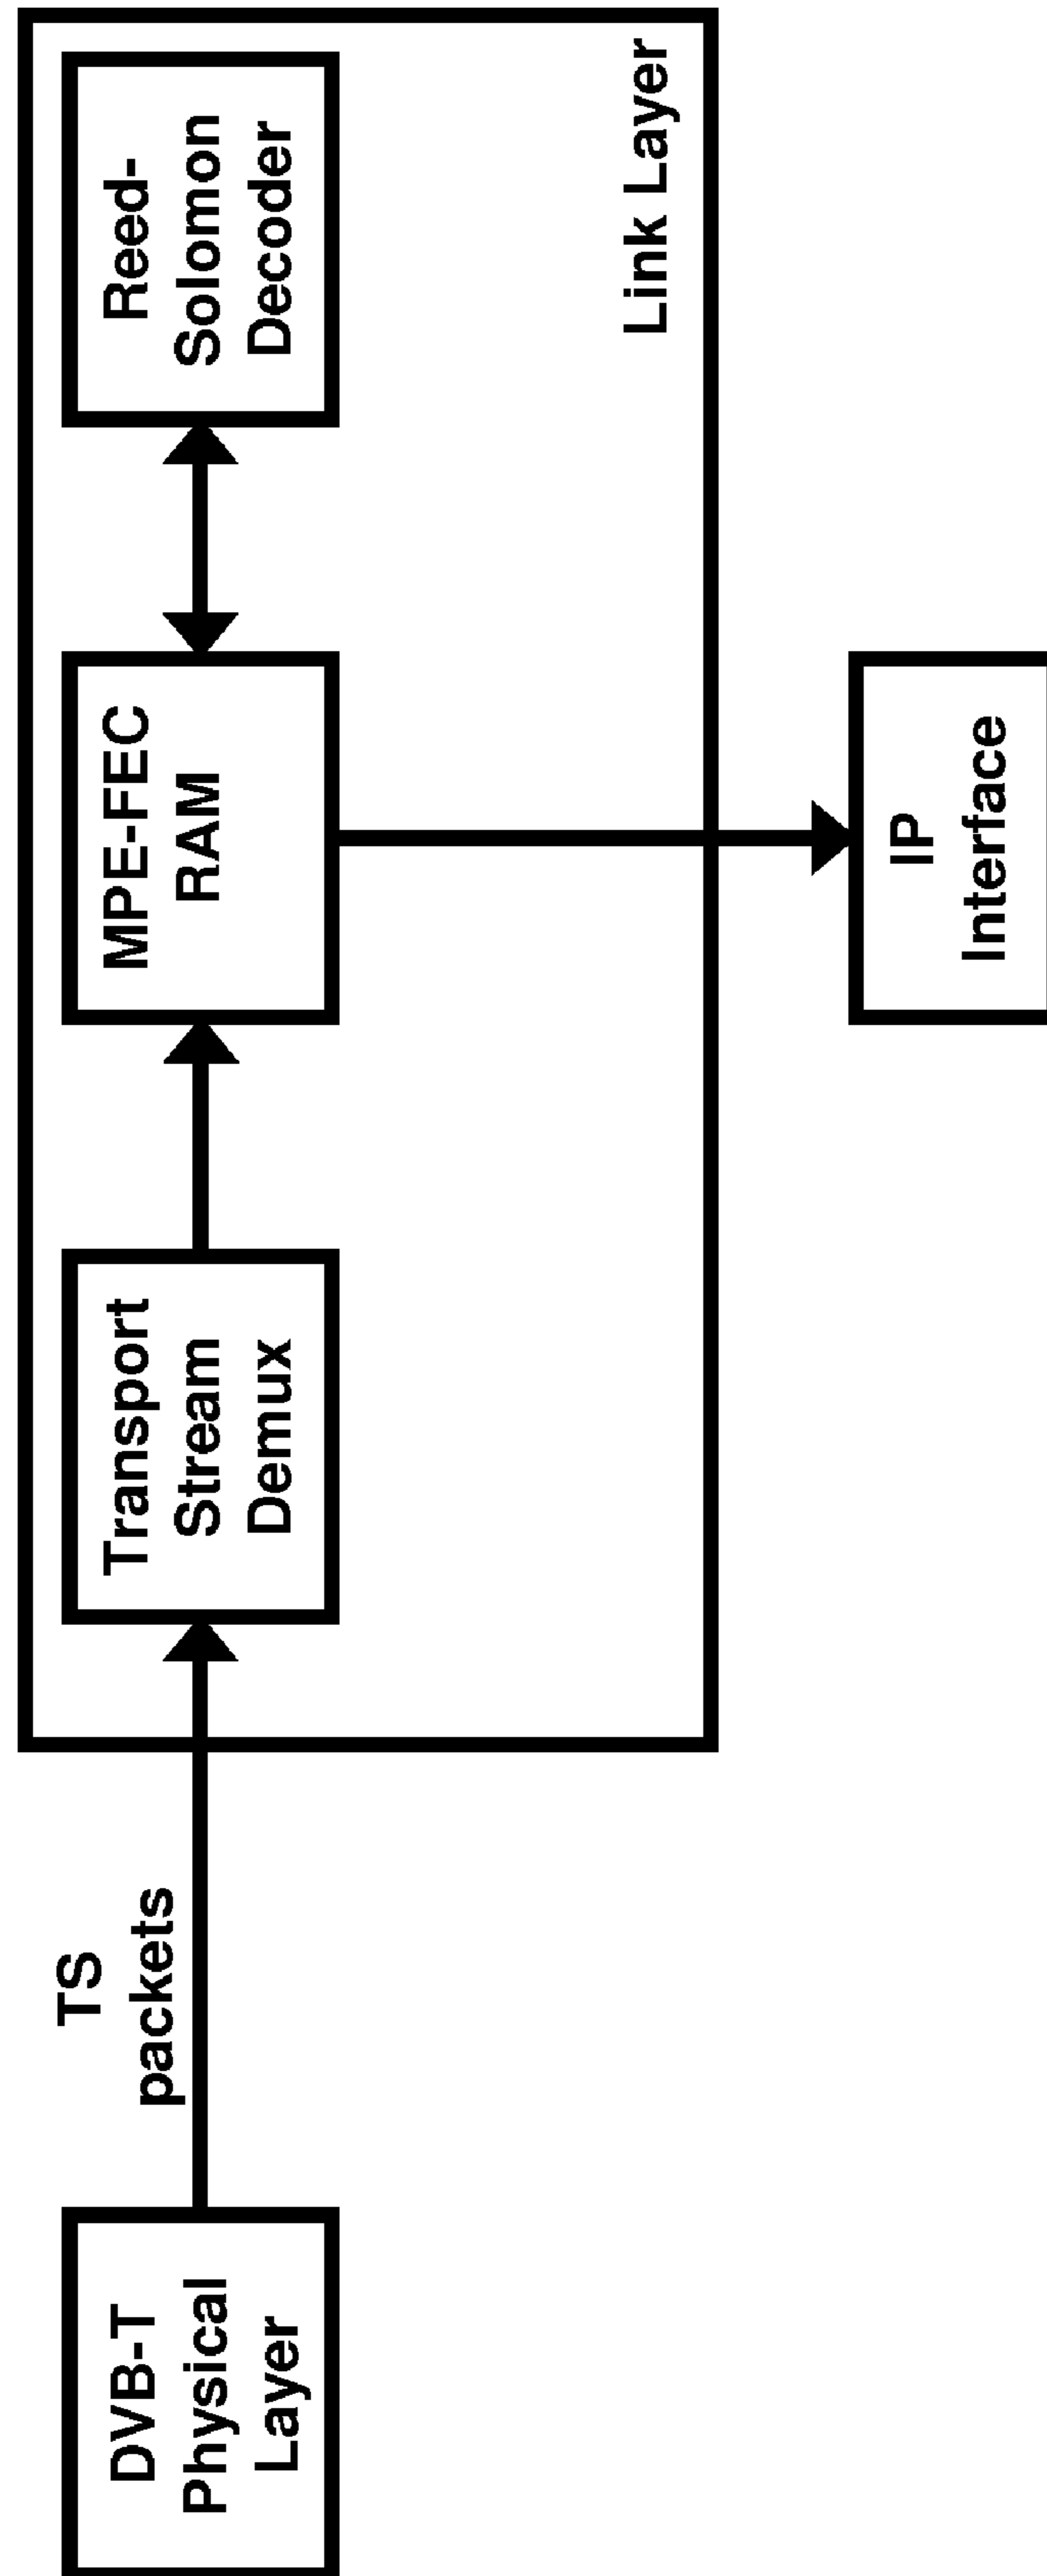 DVB-T
Physical
Layer
TS
packets
Transport
Stream
Demux
MPE-FEC
RAM
Reed-
Solomon
Decoder
Link Layer
IP
Interface